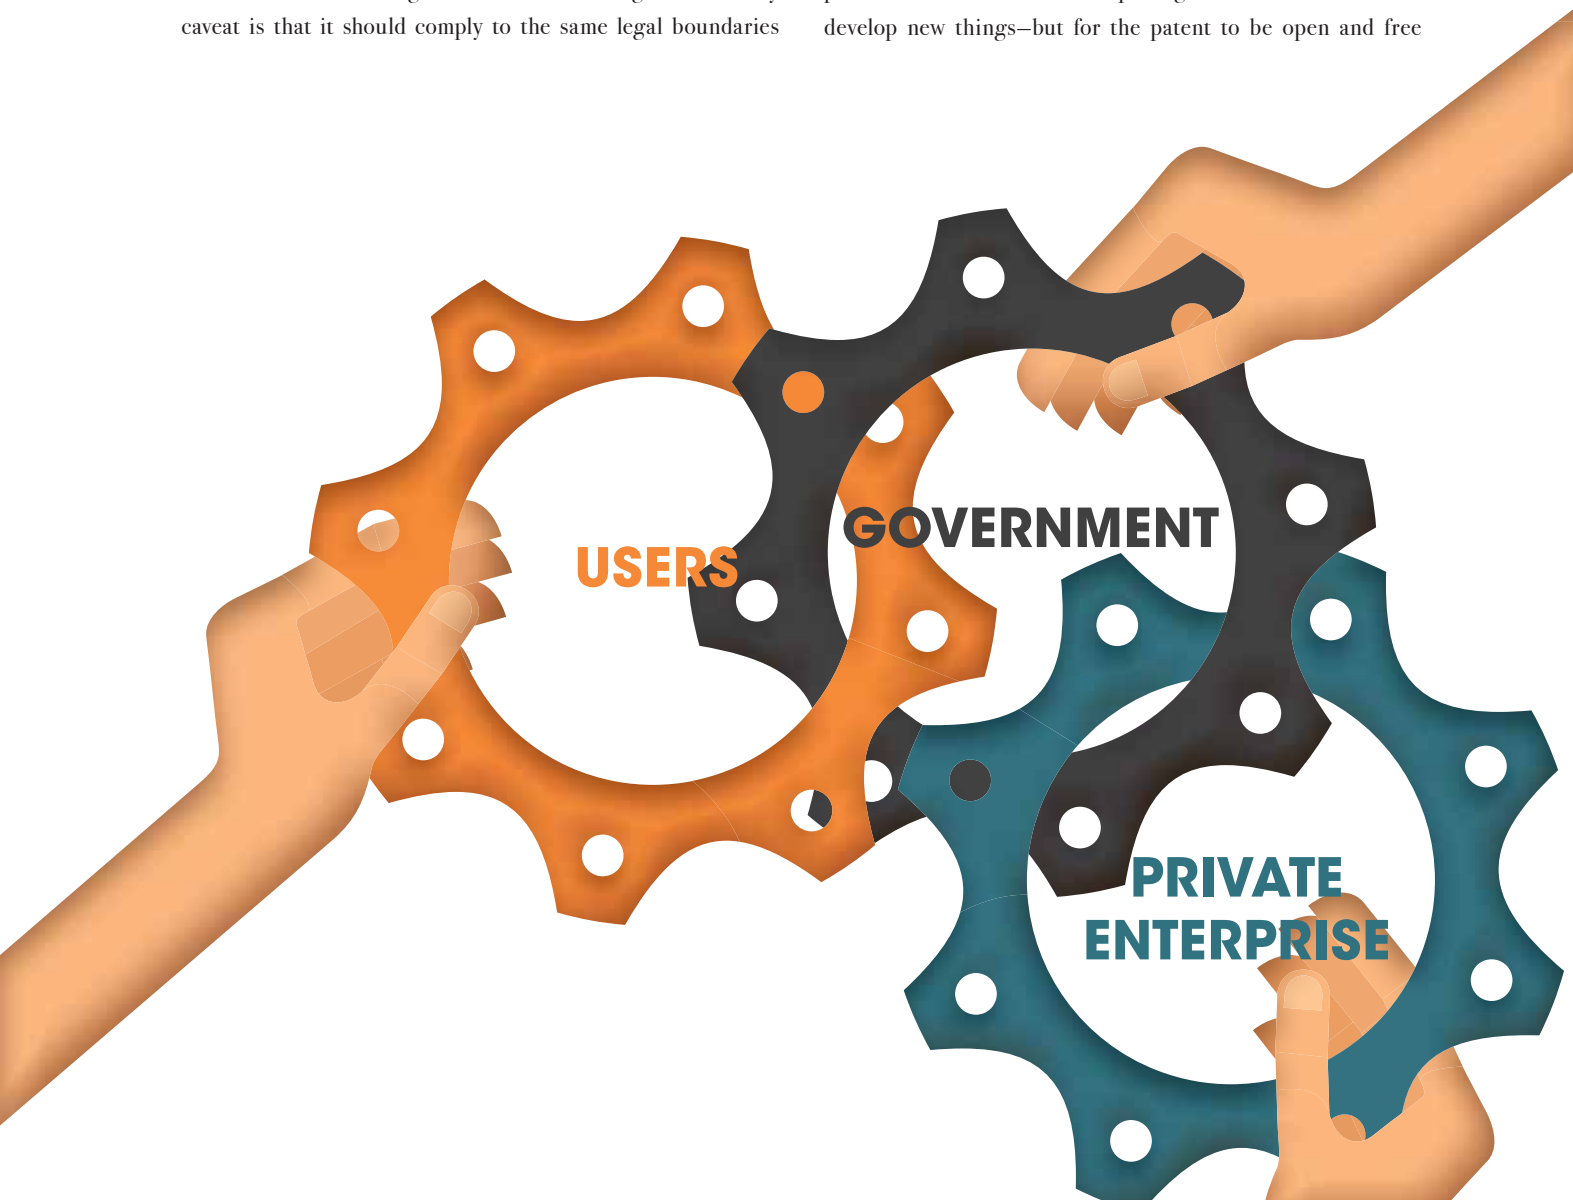 caveat is that it should comply to the same legal boundaries
develop new things—but for the patent to be open and free
GOVERNMENT
USERS
PRIVATE
ENTERPRISE